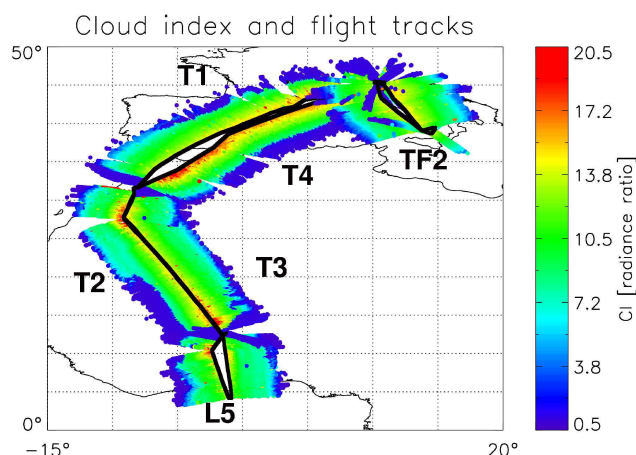 Cloud index and flight tracks
50°
T1
TF2
T4
T2
T3
L5
0°
-15°
20°
20.5
17.2
13.8
10.5
7.2
3.8
0.5
CI [radiance ratio]